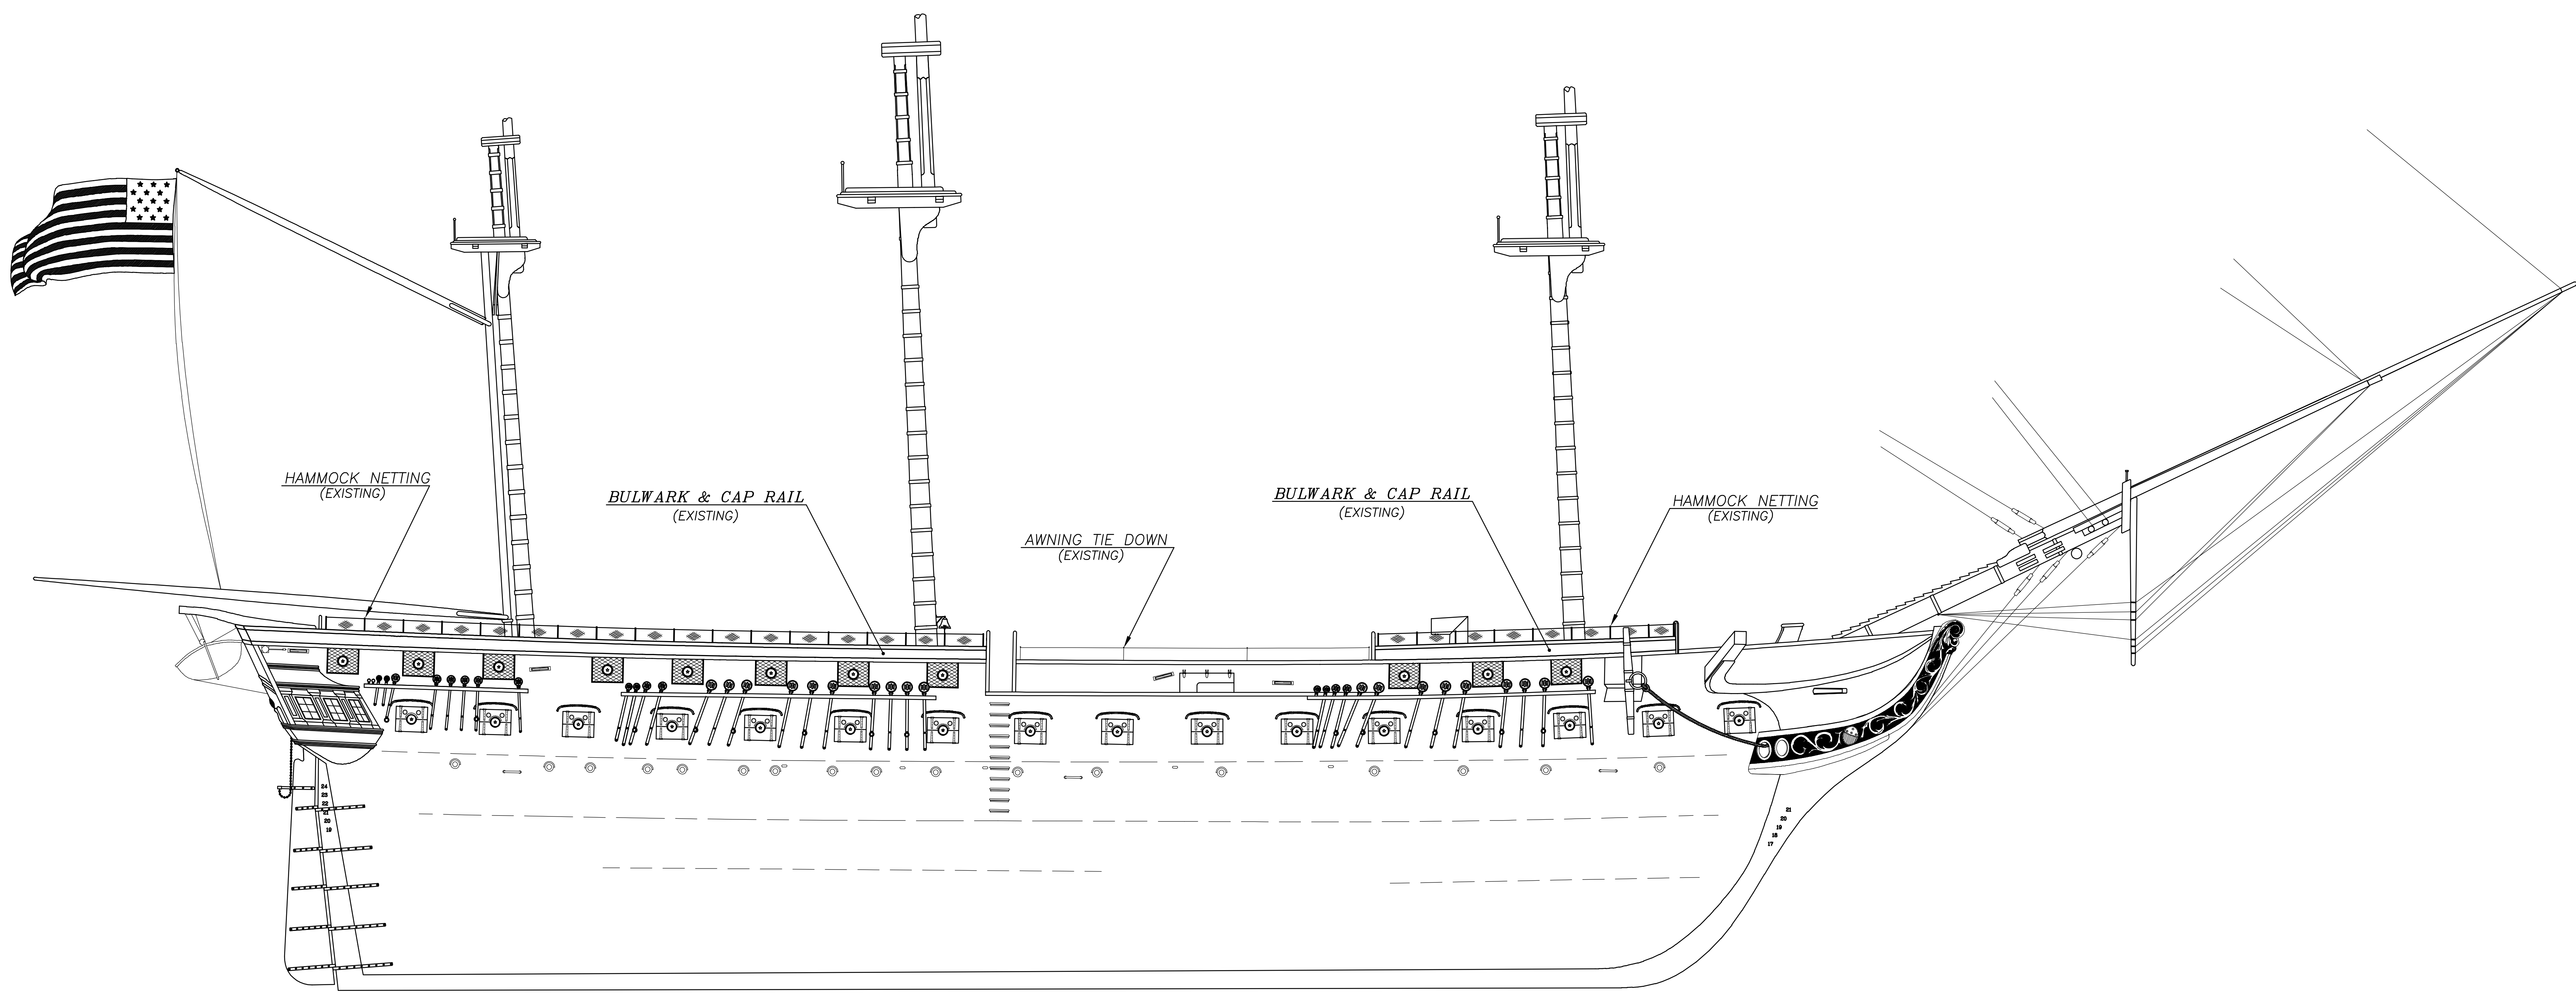 HAMMOCK NETTING
(EXISTING)
BULWARK & CAP RAIL
(EXISTING)
AWNING TIE DOWN
(EXISTING)
BULWARK & CAP RAIL
(EXISTING)
HAMMOCK NETTING
(EXISTING)
24
23
22
21
20
19
21
20
19
18
17